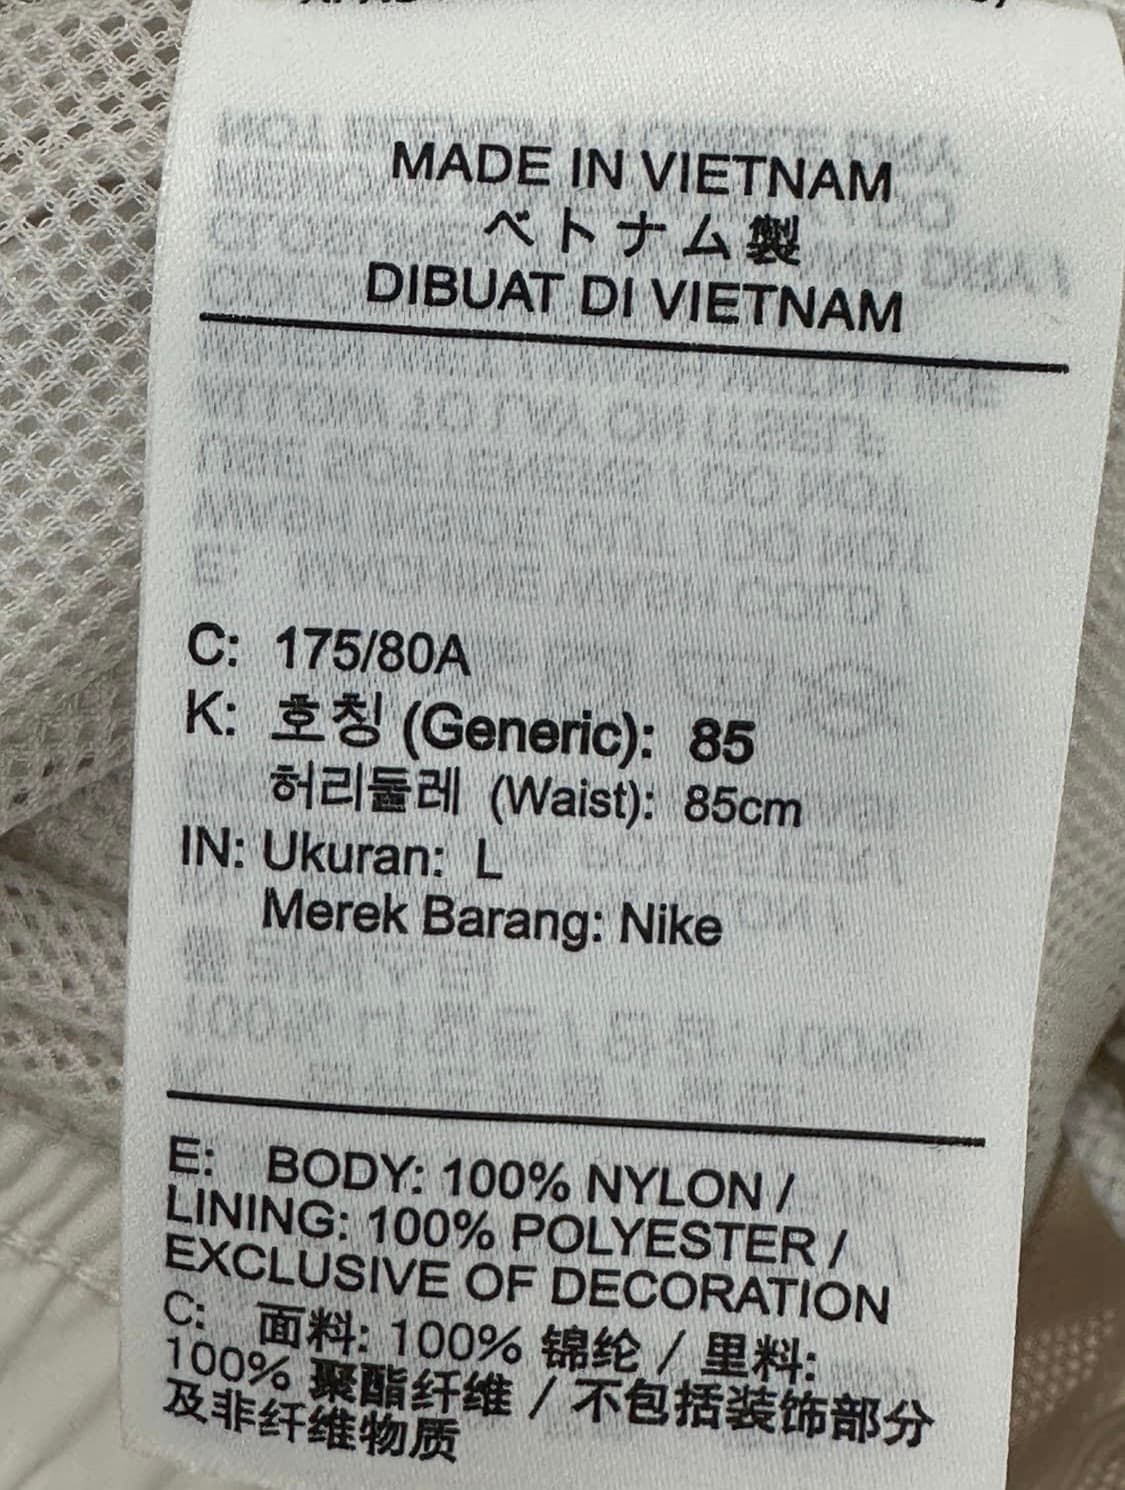 MADE IN VIETNAM
ベトナム製
DIBUAT DI VIETNAM
C: 175/80A
K: 호칭 (Generic): 85
허리둘레 (Waist): 85cm
IN: Ukuran: L
Merek Barang: Nike
E: BODY: 100% NYLON /
LINING: 100% POLYESTER /
EXCLUSIVE OF DECORATION
C: 面料: 100% 锦纶 / 里料:
100% 聚酯纤维 / 不包括装饰部分
及非纤维物质